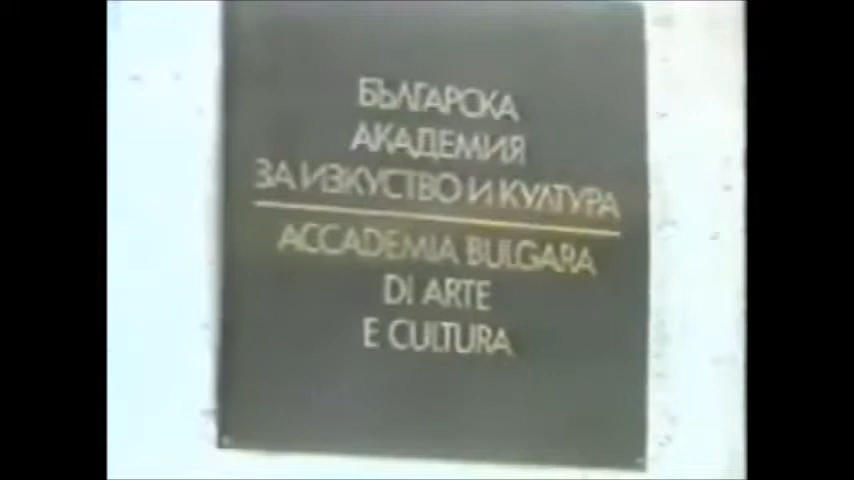 БЪЛГАРСКА
АКАДЕМИЯ
ЗА ИЗКУСТВО И КУЛТУРА
ACCADEMIA BULGARA
DI ARTE
E CULTURA